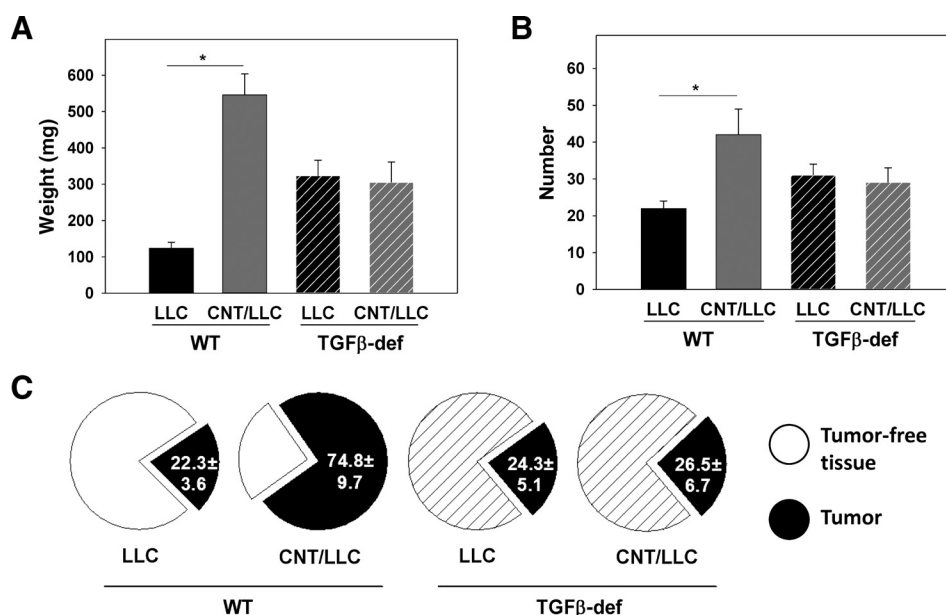 A
Weight (mg)
600
500
400
300
200
100
0
*
LLC CNT/LLC LLC CNT/LLC
WT TGFβ-def
B
Number
60
50
40
30
20
10
0
*
LLC CNT/LLC LLC CNT/LLC
WT TGFβ-def
C
22.3±
3.6
74.8±
9.7
24.3±
5.1
26.5±
6.7
LLC CNT/LLC LLC CNT/LLC
WT TGFβ-def
Tumor-free
tissue
Tumor